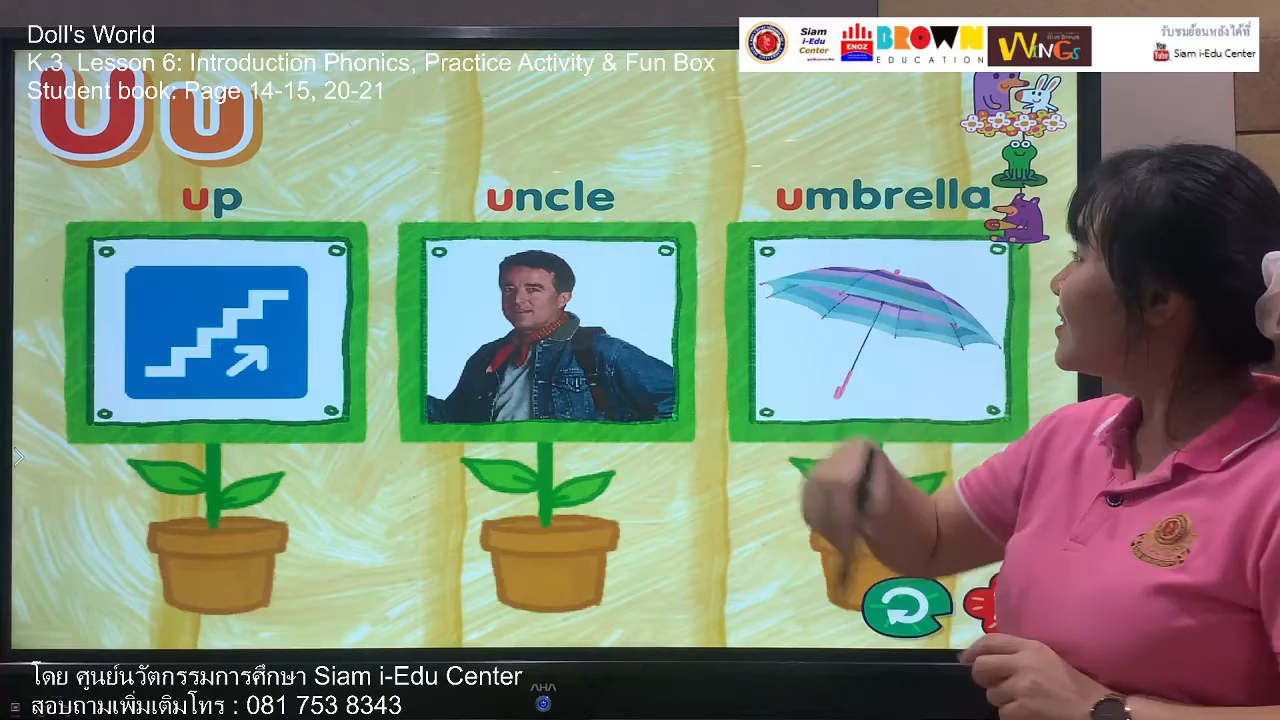 Doll's World
K.3 Lesson 6: Introduction Phonics, Practice Activity & Fun Box
Student book: Page 14-15, 20-21
Siam
i-Edu
Center
ENOZ
BROWN
EDUCATION
WiNGs
รับชมย้อนหลังได้ที่
You
Tube
Siam i-Edu Center
U u
up
uncle
umbrella
โดย ศูนย์นวัตกรรมการศึกษา Siam i-Edu Center
สอบถามเพิ่มเติมโทร : 081 753 8343